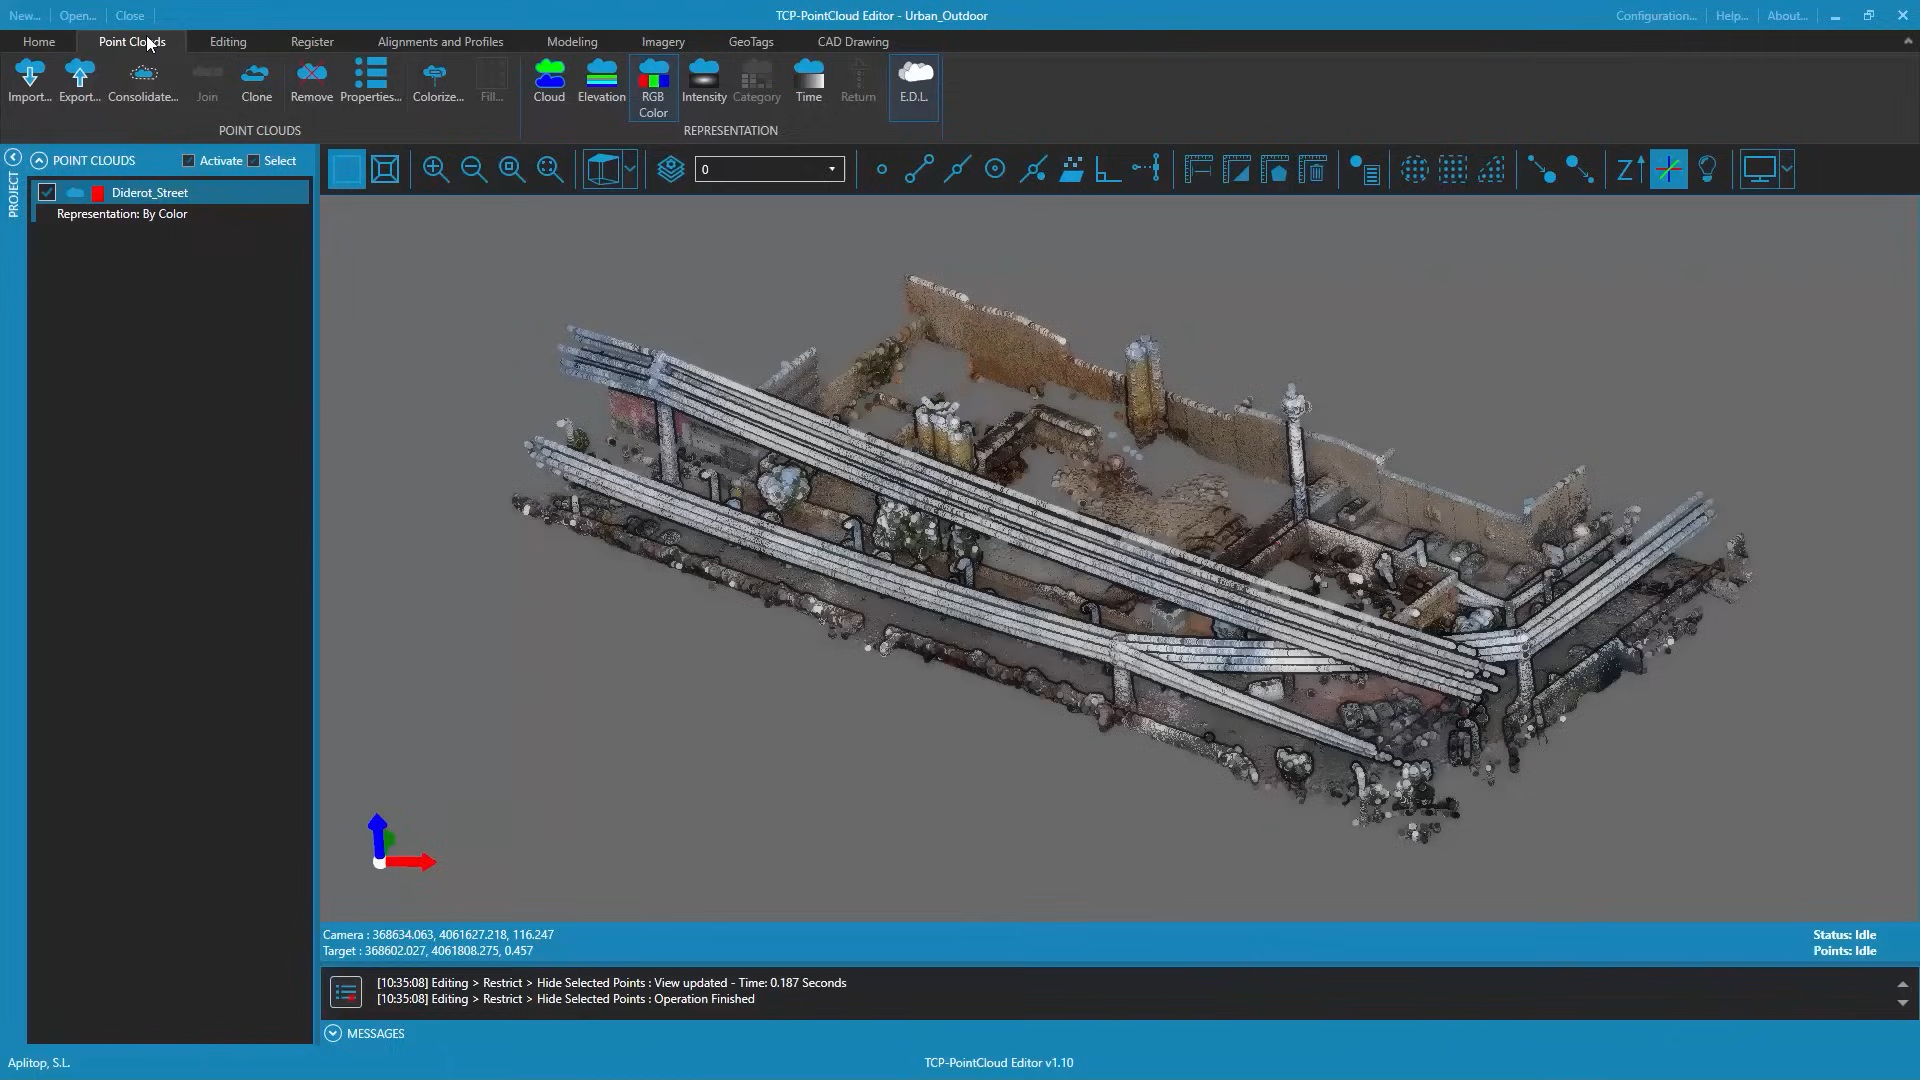 New... Open... Close
TCP-PointCloud Editor - Urban_Outdoor
Configuration... Help... About...
Home Point Clouds Editing Register Alignments and Profiles Modeling Imagery GeoTags CAD Drawing
Import... Export... Consolidate... Join Clone Remove Properties... Colorize... Fill... Cloud Elevation RGB Color Intensity Category Time Return E.D.L.
POINT CLOUDS
REPRESENTATION
PROJECT
POINT CLOUDS Activate Select
Diderot_Street
Representation: By Color
0
Z
Camera : 368634.063, 4061627.218, 116.247
Target : 368602.027, 4061808.275, 0.457
Status: Idle
Points: Idle
[10:35:08] Editing > Restrict > Hide Selected Points : View updated - Time: 0.187 Seconds
[10:35:08] Editing > Restrict > Hide Selected Points : Operation Finished
MESSAGES
Aplitop, S.L.
TCP-PointCloud Editor v1.10